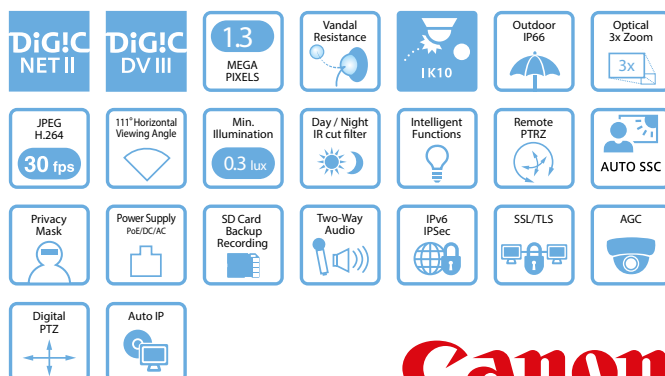 DiG!C
NET II
DiG!C
DV III
1.3
MEGA
PIXELS
Vandal
Resistance
IK10
Outdoor
IP66
Optical
3x Zoom
3x
JPEG
H.264
30 fps
111° Horizontal
Viewing Angle
Min.
Illumination
0.3 lux
Day / Night
IR cut filter
Intelligent
Functions
Remote
PTRZ
AUTO SSC
Privacy
Mask
Power Supply
PoE/DC/AC
SD Card
Backup
Recording
Two-Way
Audio
IPv6
IPSec
SSL/TLS
AGC
Digital
PTZ
Auto IP
Canon